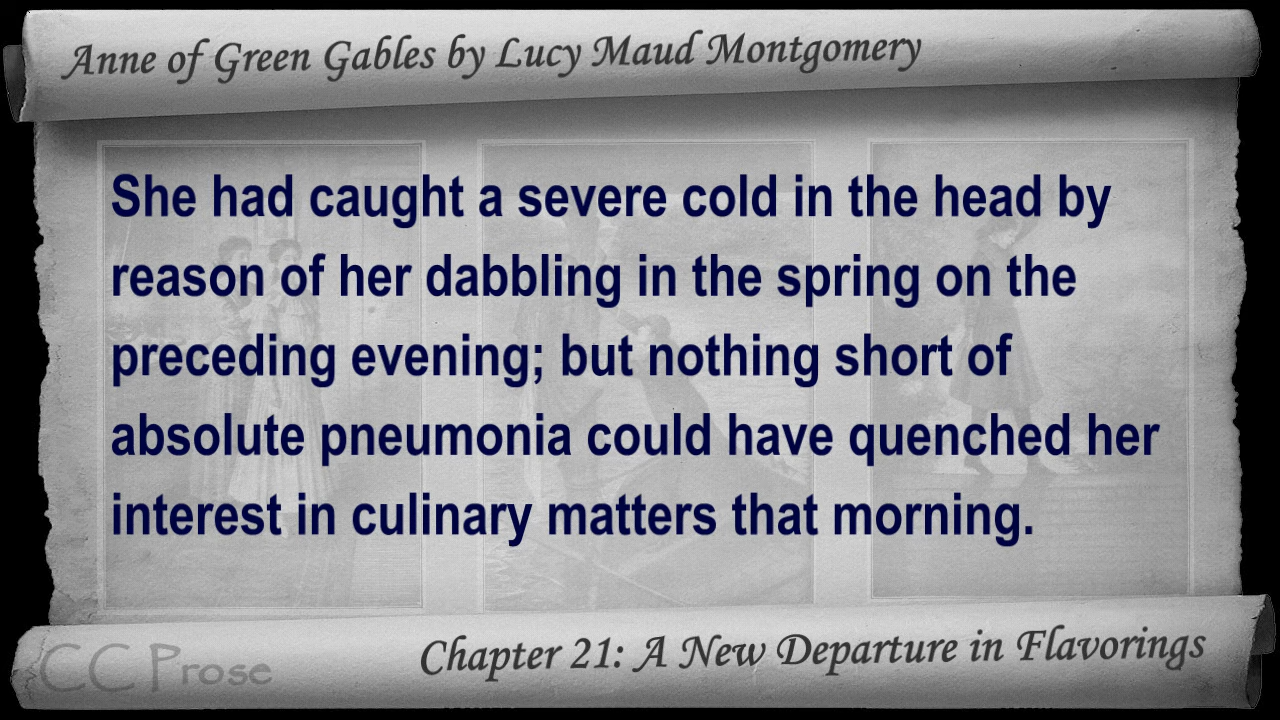 Anne of Green Gables by Lucy Maud Montgomery
She had caught a severe cold in the head by
reason of her dabbling in the spring on the
preceding evening; but nothing short of
absolute pneumonia could have quenched her
interest in culinary matters that morning.
Chapter 21: A New Departure in Flavorings
CC Prose